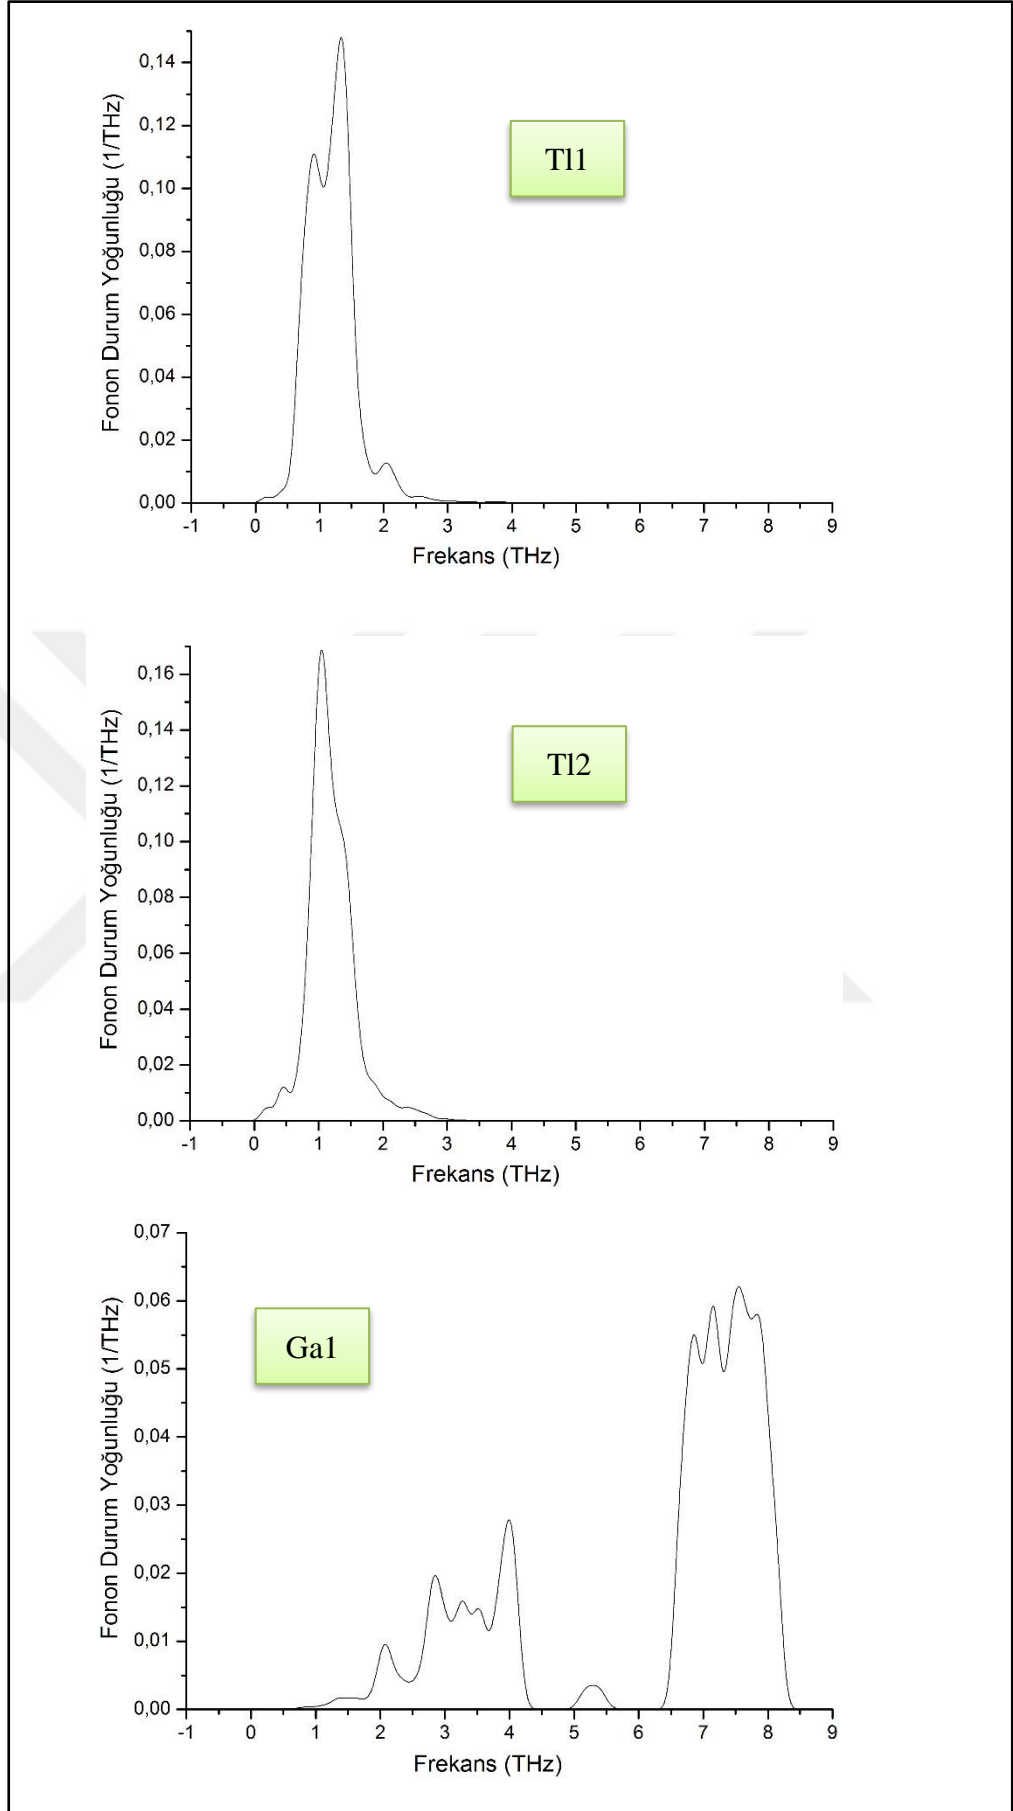 Fonon Durum Yoğunluğu (1/THz)
0,14
0,12
0,10
0,08
0,06
0,04
0,02
0,00
Tl1
-1 0 1 2 3 4 5 6 7 8 9
Frekans (THz)
Fonon Durum Yoğunluğu (1/THz)
0,16
0,14
0,12
0,10
0,08
0,06
0,04
0,02
0,00
Tl2
-1 0 1 2 3 4 5 6 7 8 9
Frekans (THz)
Fonon Durum Yoğunluğu (1/THz)
0,07
0,06
0,05
0,04
0,03
0,02
0,01
0,00
Ga1
-1 0 1 2 3 4 5 6 7 8 9
Frekans (THz)